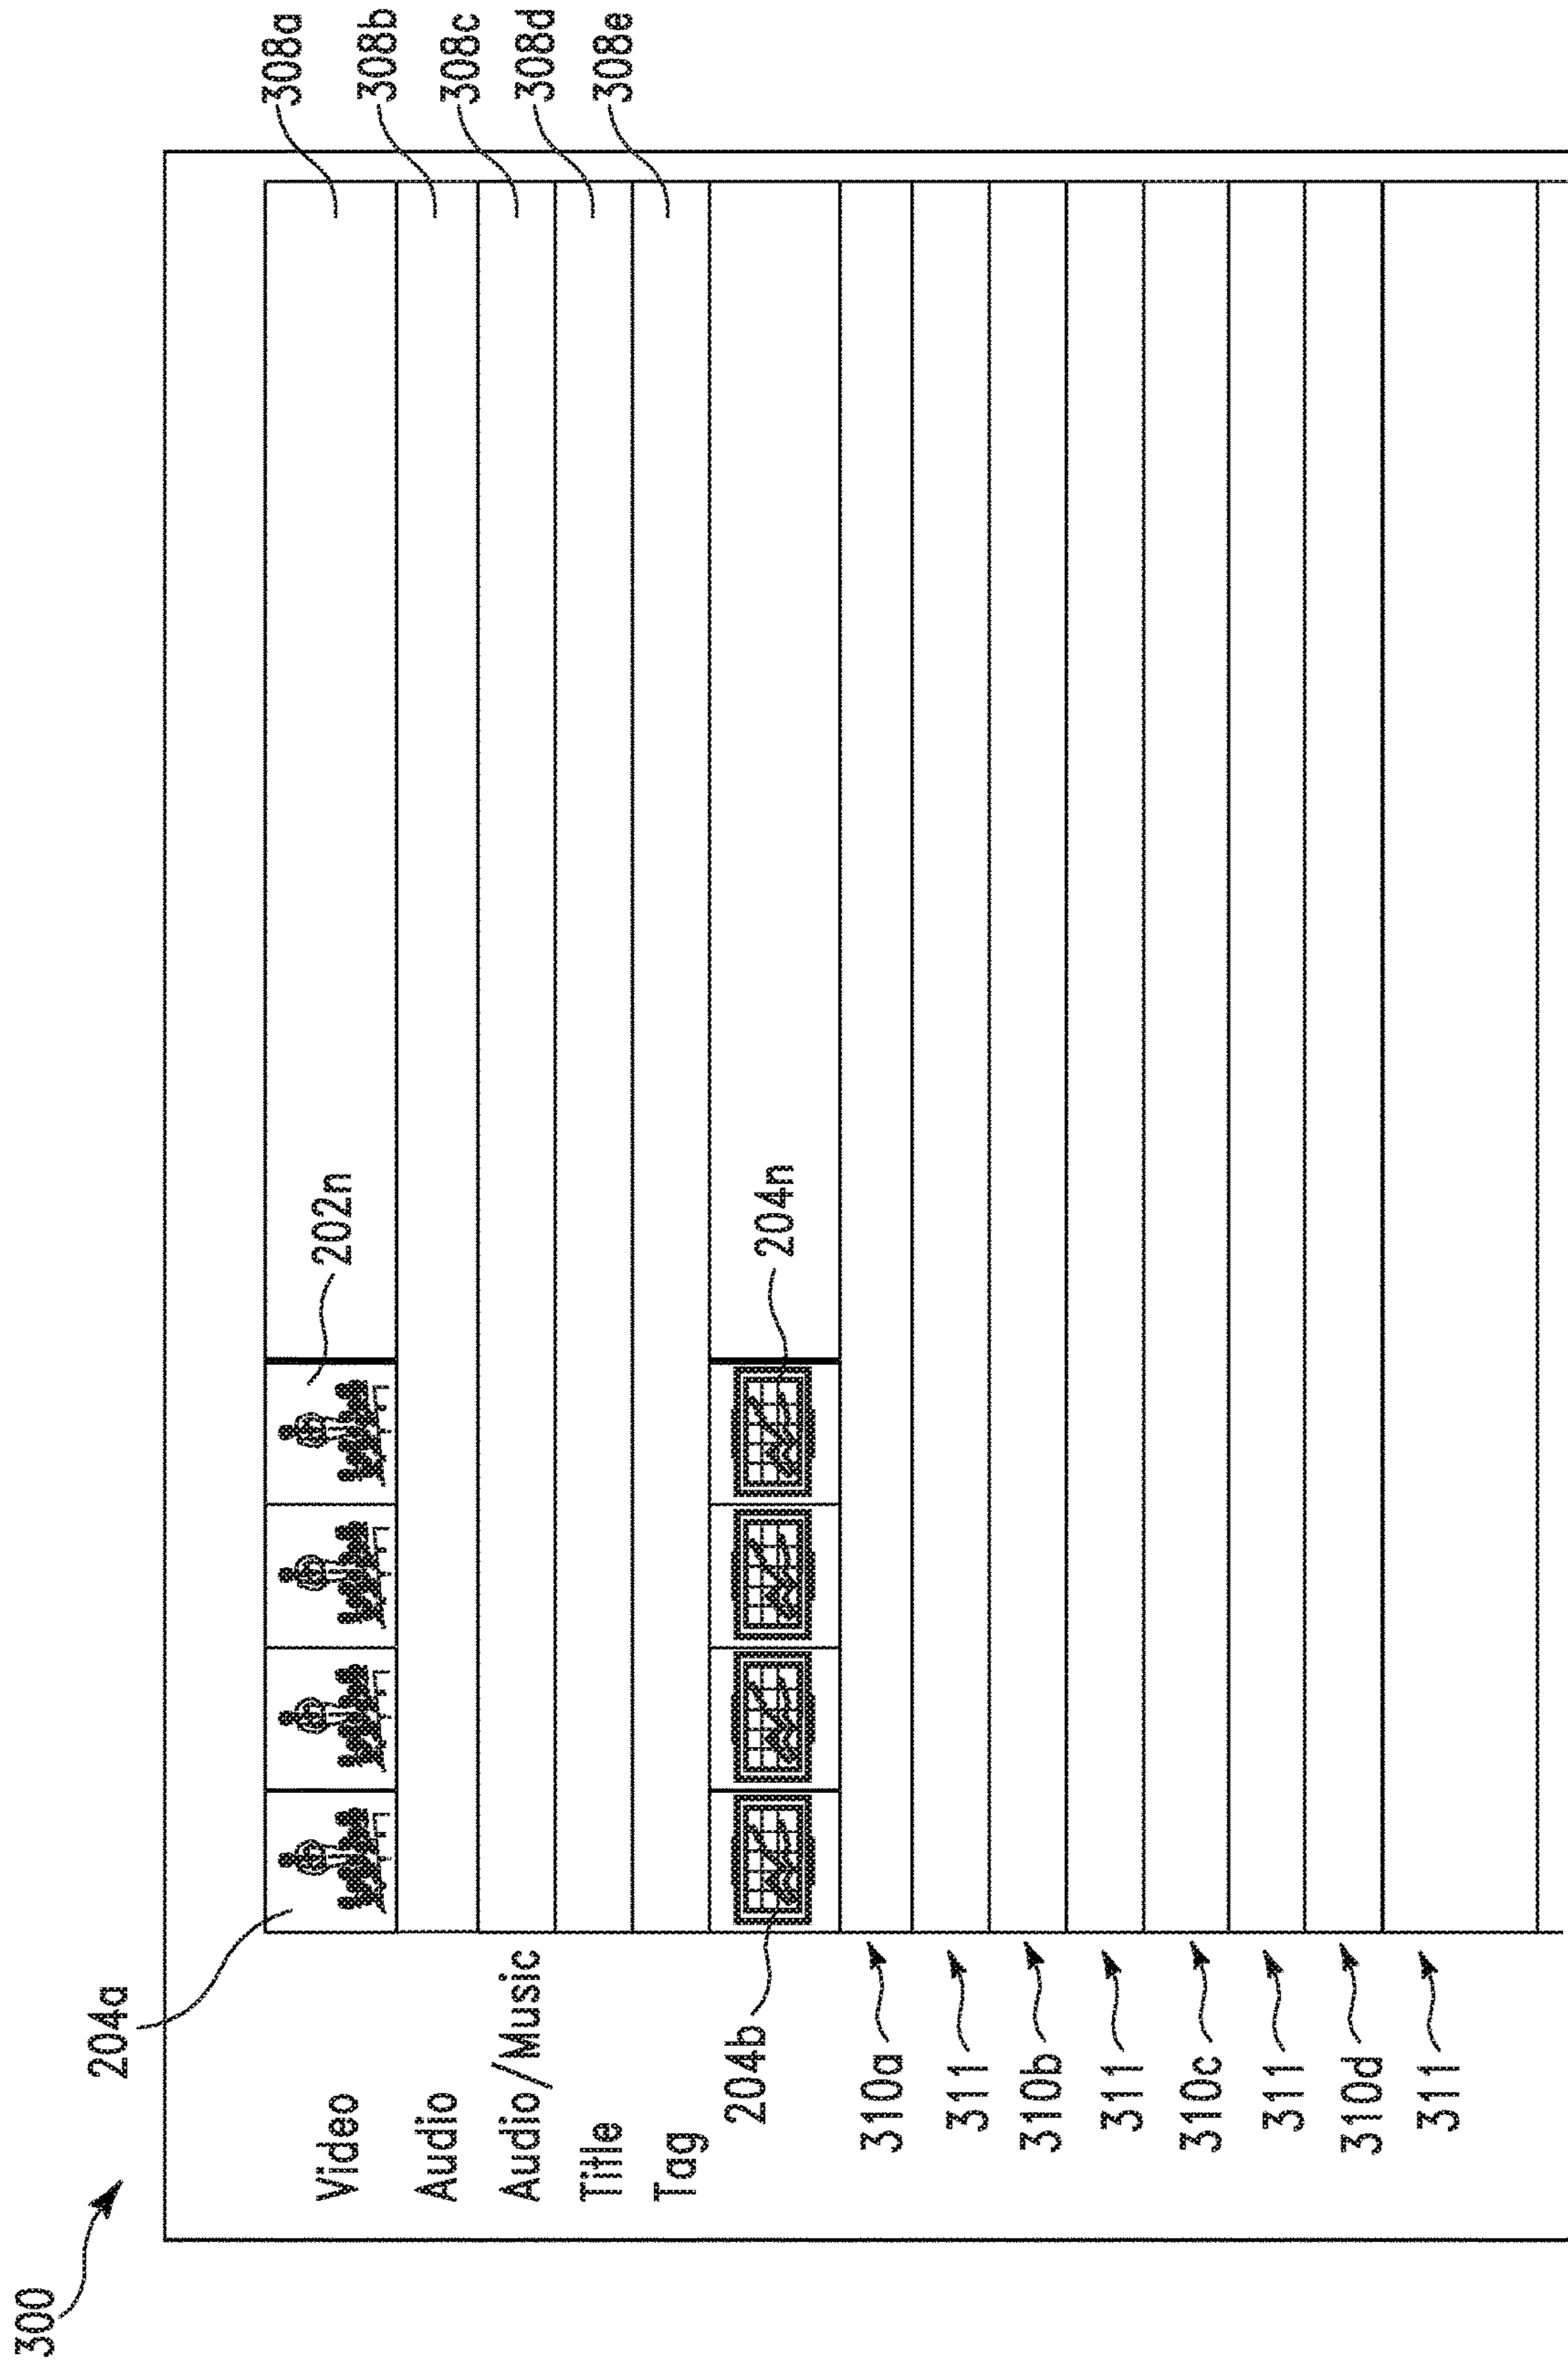 300
204a
Video
202n
308a
Audio
308b
Audio/Music
308c
Title
308d
Tag
308e
204b
204n
310a
311
310b
311
310c
311
310d
311